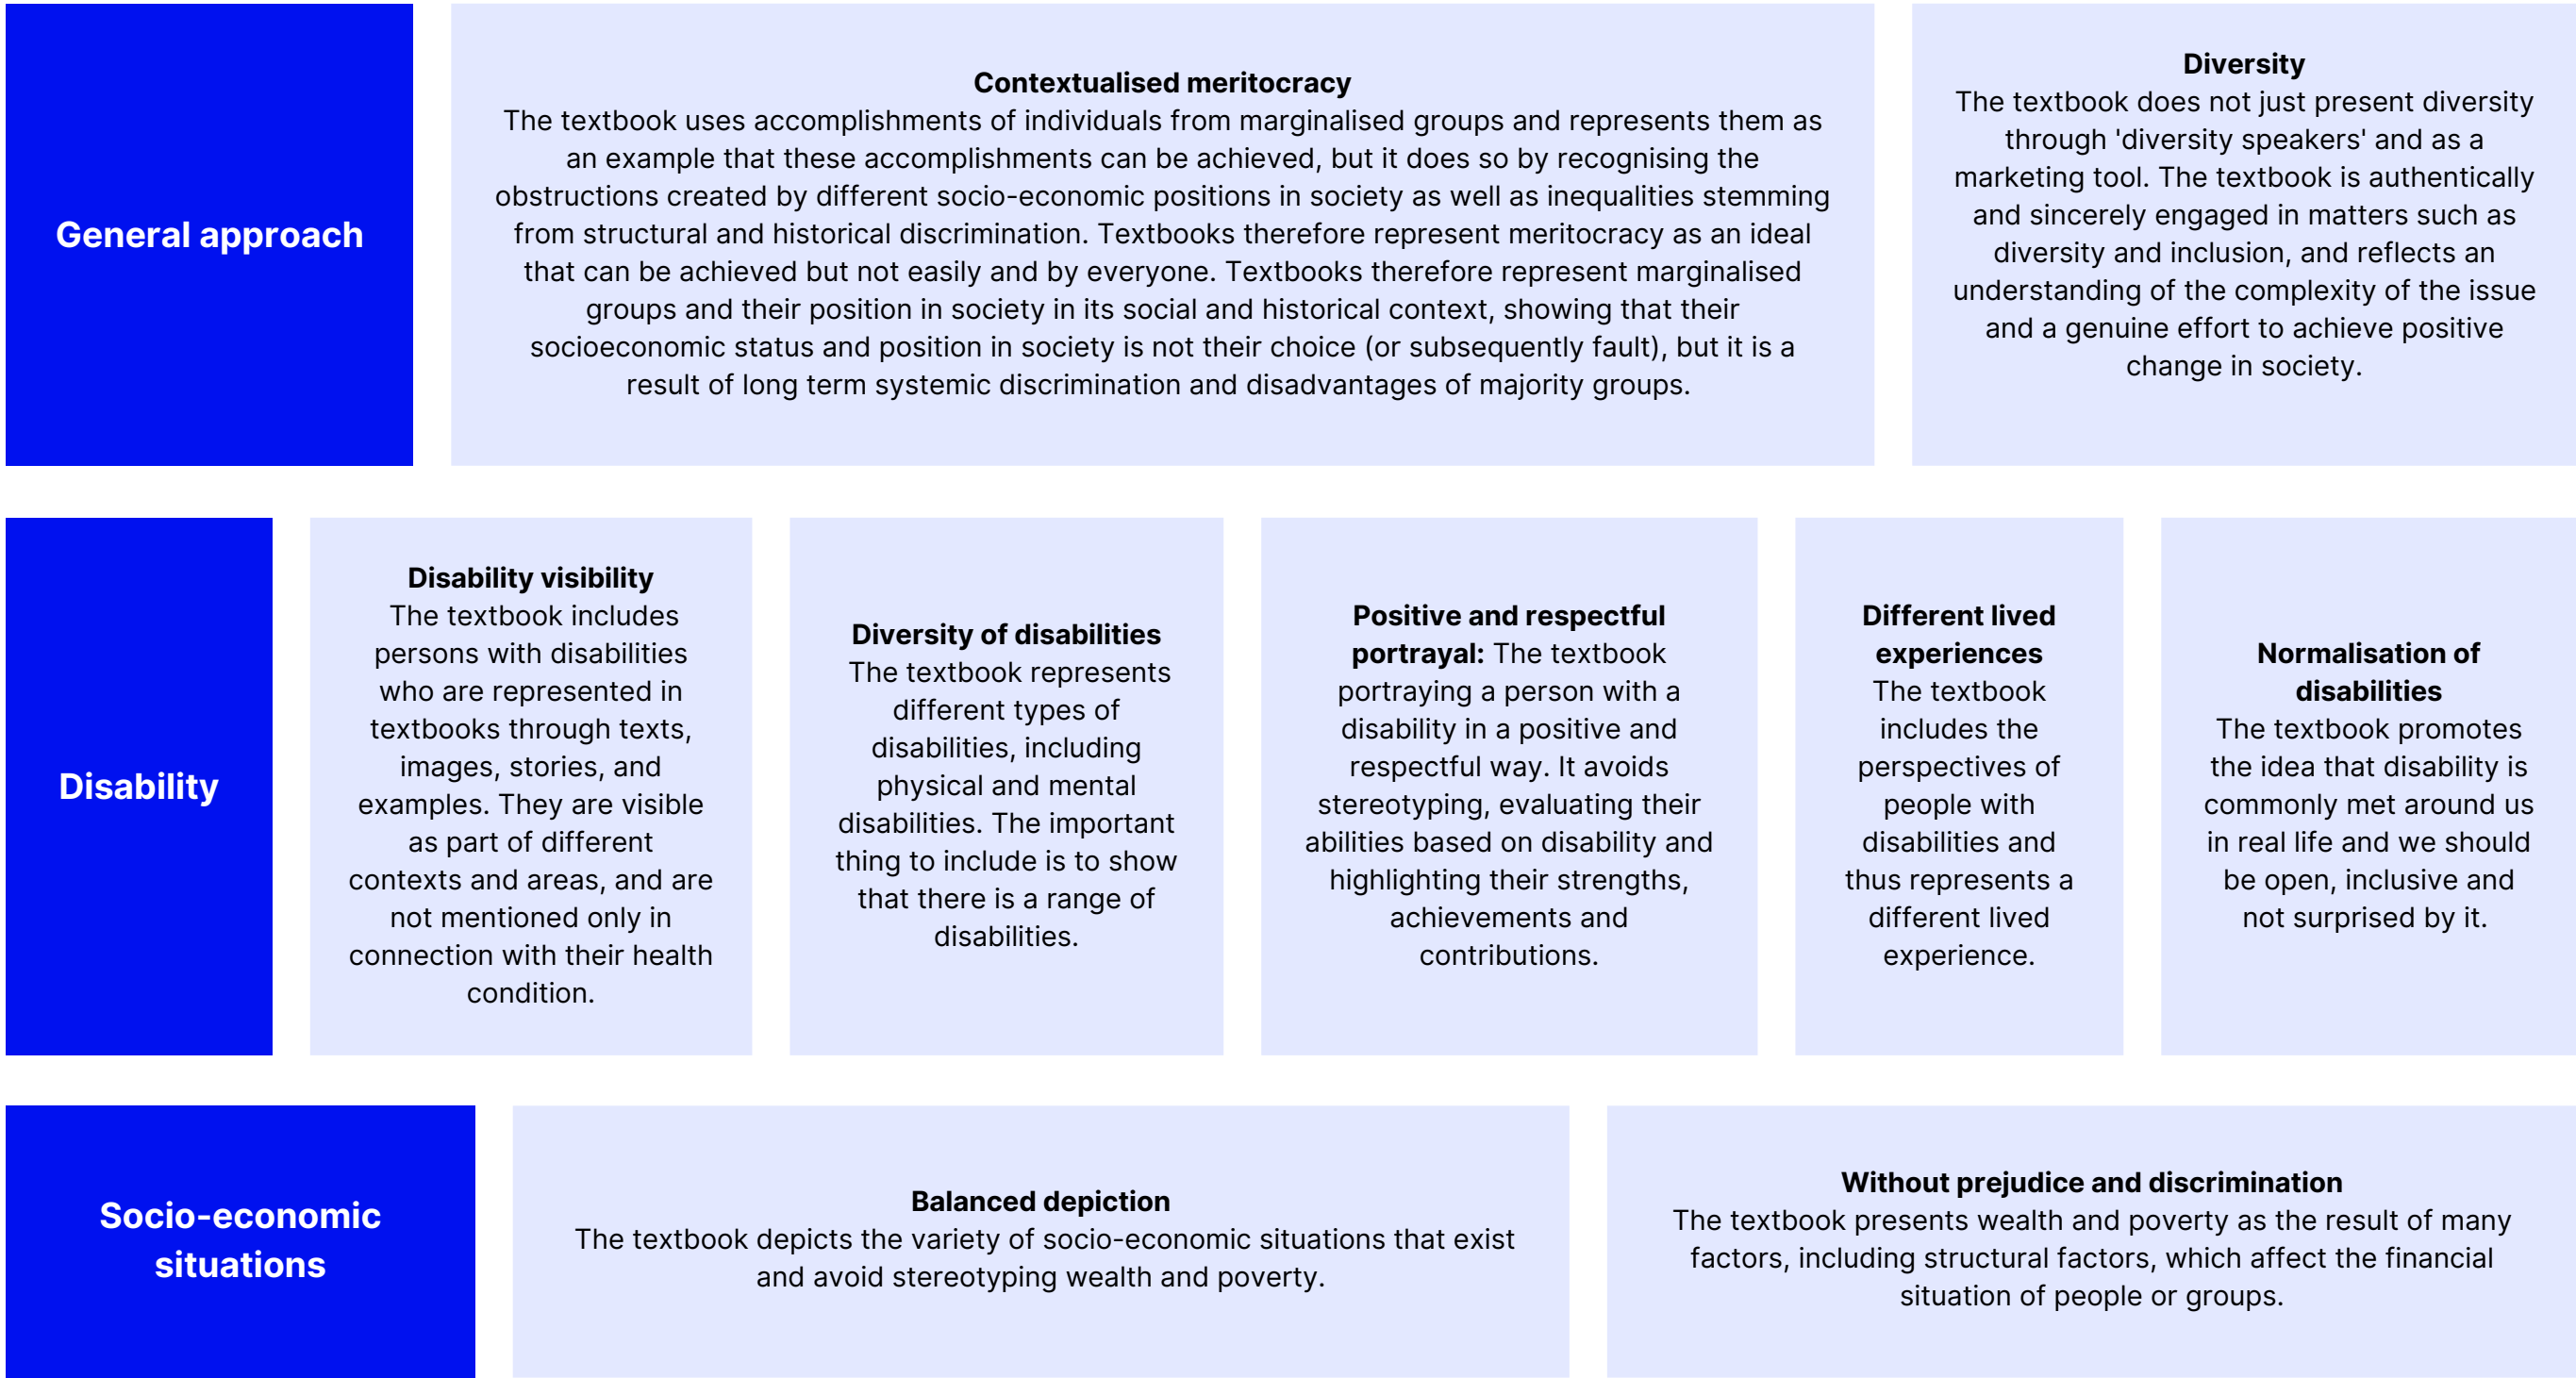 General approach
Contextualised meritocracy
The textbook uses accomplishments of individuals from marginalised groups and represents them as
an example that these accomplishments can be achieved, but it does so by recognising the
obstructions created by different socio-economic positions in society as well as inequalities stemming
from structural and historical discrimination. Textbooks therefore represent meritocracy as an ideal
that can be achieved but not easily and by everyone. Textbooks therefore represent marginalised
groups and their position in society in its social and historical context, showing that their
socioeconomic status and position in society is not their choice (or subsequently fault), but it is a
result of long term systemic discrimination and disadvantages of majority groups.
Diversity
The textbook does not just present diversity
through 'diversity speakers' and as a
marketing tool. The textbook is authentically
and sincerely engaged in matters such as
diversity and inclusion, and reflects an
understanding of the complexity of the issue
and a genuine effort to achieve positive
change in society.
Disability
Disability visibility
The textbook includes
persons with disabilities
who are represented in
textbooks through texts,
images, stories, and
examples. They are visible
as part of different
contexts and areas, and are
not mentioned only in
connection with their health
condition.
Diversity of disabilities
The textbook represents
different types of
disabilities, including
physical and mental
disabilities. The important
thing to include is to show
that there is a range of
disabilities.
Positive and respectful
portrayal: The textbook
portraying a person with a
disability in a positive and
respectful way. It avoids
stereotyping, evaluating their
abilities based on disability and
highlighting their strengths,
achievements and
contributions.
Different lived
experiences
The textbook
includes the
perspectives of
people with
disabilities and
thus represents a
different lived
experience.
Normalisation of
disabilities
The textbook promotes
the idea that disability is
commonly met around us
in real life and we should
be open, inclusive and
not surprised by it.
Socio-economic
situations
Balanced depiction
The textbook depicts the variety of socio-economic situations that exist
and avoid stereotyping wealth and poverty.
Without prejudice and discrimination
The textbook presents wealth and poverty as the result of many
factors, including structural factors, which affect the financial
situation of people or groups.